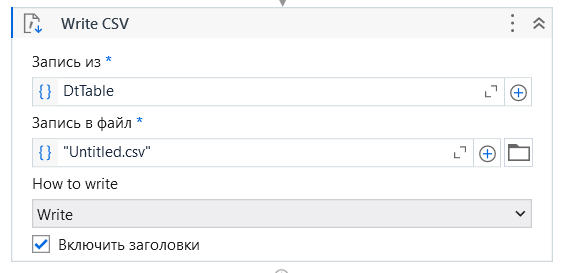 Write CSV
Запись из *
{} DtTable
Запись в файл *
{} "Untitled.csv"
How to write
Write
Включить заголовки